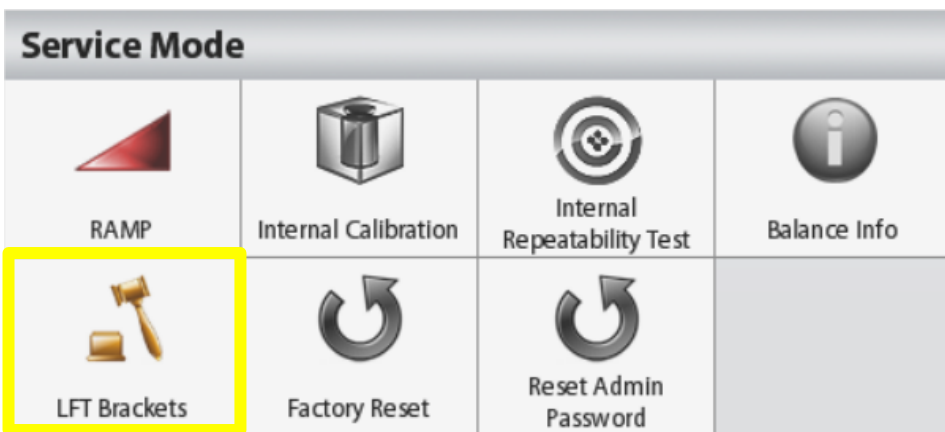 Service Mode
RAMP
Internal Calibration
Internal
Repeatability Test
Balance Info
LFT Brackets
Factory Reset
Reset Admin
Password